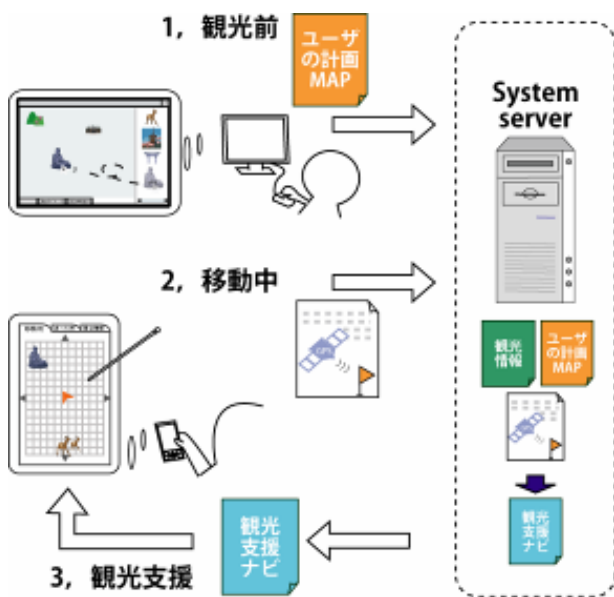 1，観光前
ユーザ
の計画
MAP
System
server
2，移動中
GPS
観光
情報
ユーザ
の計画
MAP
観光
支援
ナビ
観光
支援
ナビ
3，観光支援